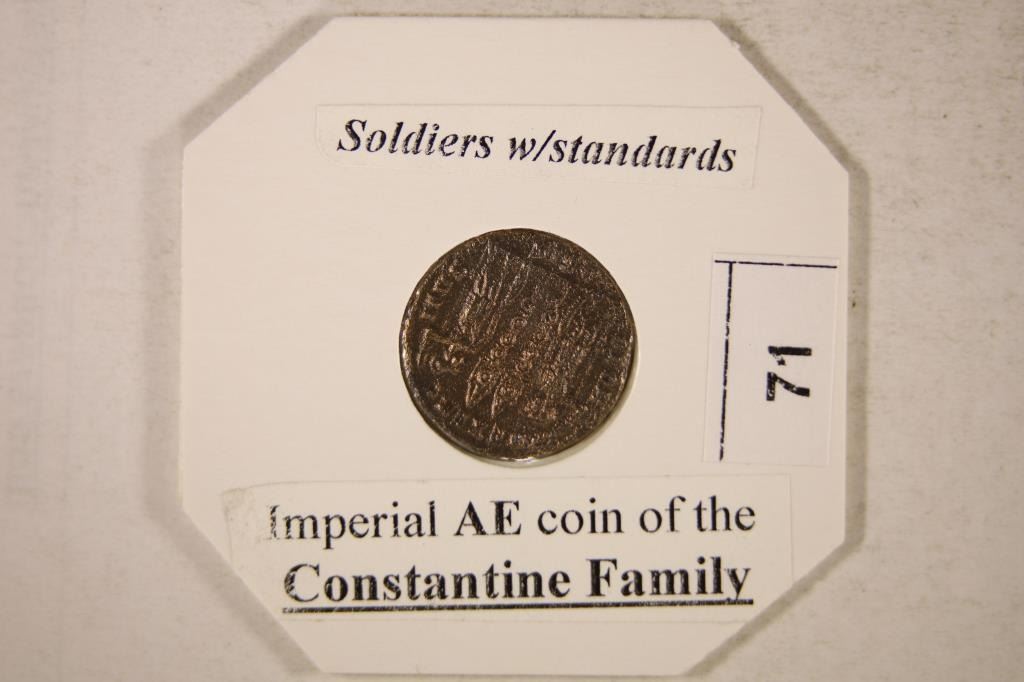 Soldiers w/standards
71
Imperial AE coin of the
Constantine Family